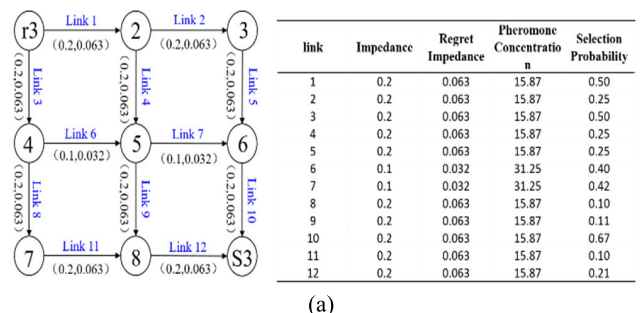 r3 Link 1 2 Link 2 3
(0.2,0.063) (0.2,0.063)
(0.2,0.063) Link 3 (0.2,0.063) Link 4 (0.2,0.063) Link 5
4 Link 6 5 Link 7 6
(0.1,0.032) (0.1,0.032)
(0.2,0.063) Link 8 (0.2,0.063) Link 9 (0.2,0.063) Link 10
7 Link 11 8 Link 12 S3
(0.2,0.063) (0.2,0.063)
link Impedance Regret Impedance Pheromone Concentratio n Selection Probability
1 0.2 0.063 15.87 0.50
2 0.2 0.063 15.87 0.25
3 0.2 0.063 15.87 0.50
4 0.2 0.063 15.87 0.25
5 0.2 0.063 15.87 0.25
6 0.1 0.032 31.25 0.40
7 0.1 0.032 31.25 0.42
8 0.2 0.063 15.87 0.10
9 0.2 0.063 15.87 0.11
10 0.2 0.063 15.87 0.67
11 0.2 0.063 15.87 0.10
12 0.2 0.063 15.87 0.21
(a)